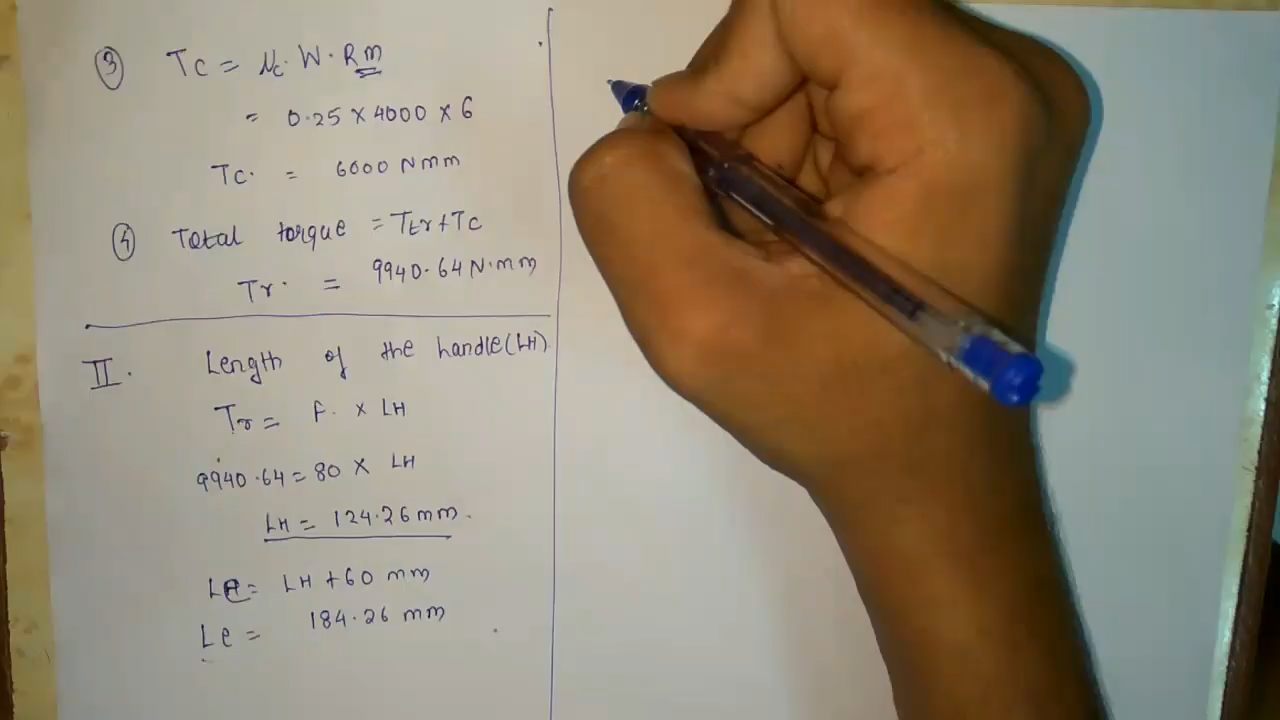 ③ Tc = μc. W. Rm
= 0.25 × 4000 × 6
Tc. = 6000 Nmm
④ Total torque = Ttr + Tc
Tr. = 9940.64 N.mm
II. Length of the handle (LH)
Tr = F. × LH
9940.64 = 80 × LH
LH = 124.26 mm.
Le = LH + 60 mm
Le = 184.26 mm